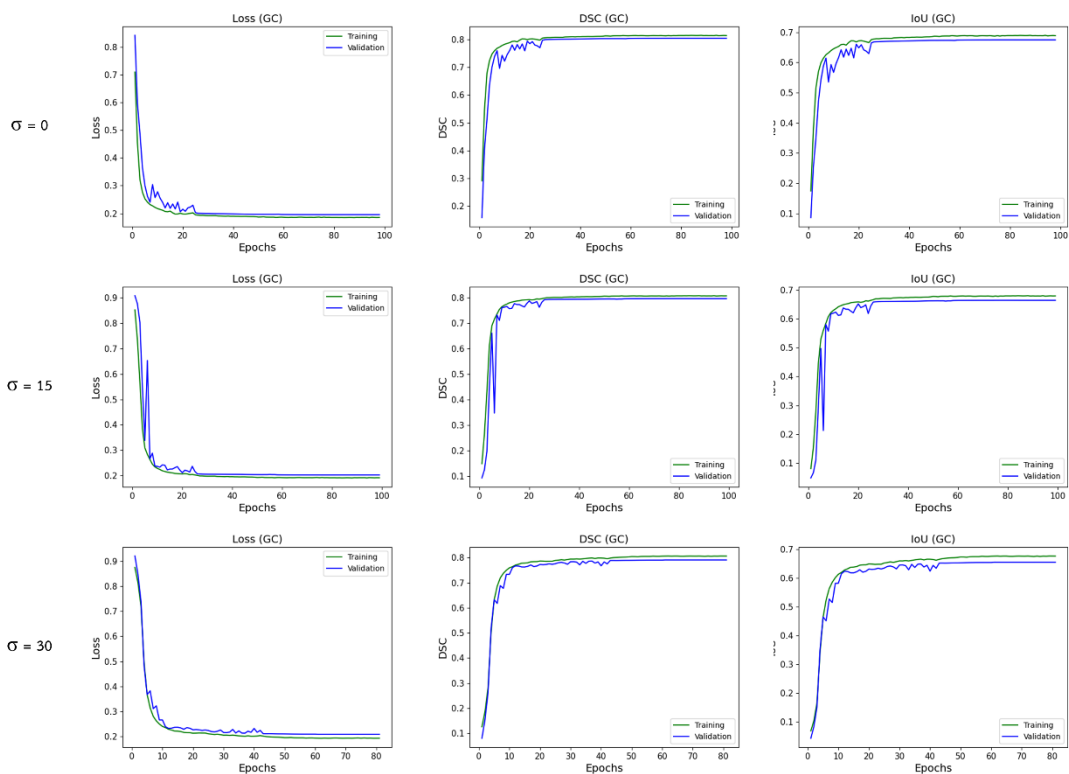 Loss (GC)
DSC (GC)
IoU (GC)
σ = 0
Loss
0.8
0.7
0.6
0.5
0.4
0.3
0.2
Training
Validation
0 20 40 60 80 100
Epochs
DSC
0.8
0.7
0.6
0.5
0.4
0.3
0.2
Training
Validation
0 20 40 60 80 100
Epochs
0.7
0.6
0.5
0.4
0.3
0.2
0.1
Training
Validation
0 20 40 60 80 100
Epochs
Loss (GC)
DSC (GC)
IoU (GC)
σ = 15
Loss
0.9
0.8
0.7
0.6
0.5
0.4
0.3
0.2
Training
Validation
0 20 40 60 80 100
Epochs
DSC
0.8
0.7
0.6
0.5
0.4
0.3
0.2
0.1
Training
Validation
0 20 40 60 80 100
Epochs
0.7
0.6
0.5
0.4
0.3
0.2
0.1
Training
Validation
0 20 40 60 80 100
Epochs
Loss (GC)
DSC (GC)
IoU (GC)
σ = 30
Loss
0.9
0.8
0.7
0.6
0.5
0.4
0.3
0.2
Training
Validation
0 10 20 30 40 50 60 70 80
Epochs
DSC
0.8
0.7
0.6
0.5
0.4
0.3
0.2
0.1
Training
Validation
0 10 20 30 40 50 60 70 80
Epochs
0.7
0.6
0.5
0.4
0.3
0.2
0.1
Training
Validation
0 10 20 30 40 50 60 70 80
Epochs